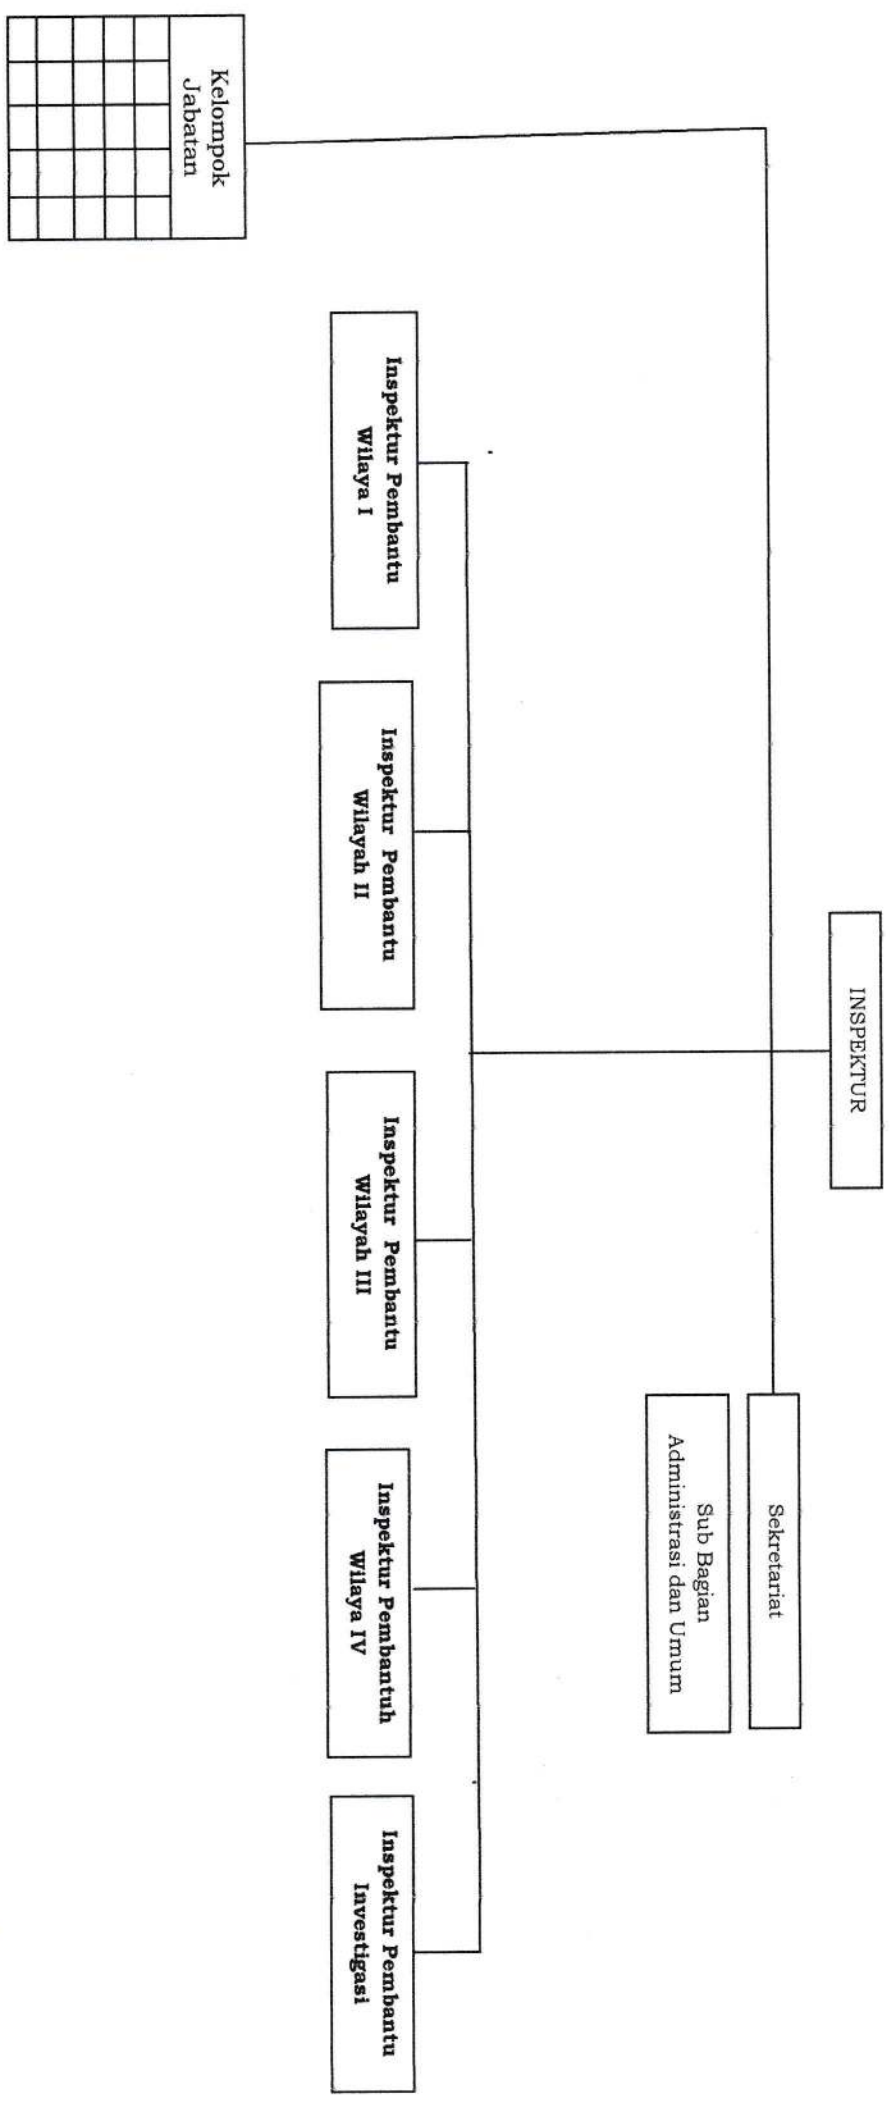 INSPEKTUR
Sekretariat
Sub Bagian
Administrasi dan Umum
Kelompok
Jabatan
Inspektur Pembantu
Wilaya I
Inspektur Pembantu
Wilayah II
Inspektur Pembantu
Wilayah III
Inspektur Pembantuh
Wilaya IV
Inspektur Pembantu
Investigasi